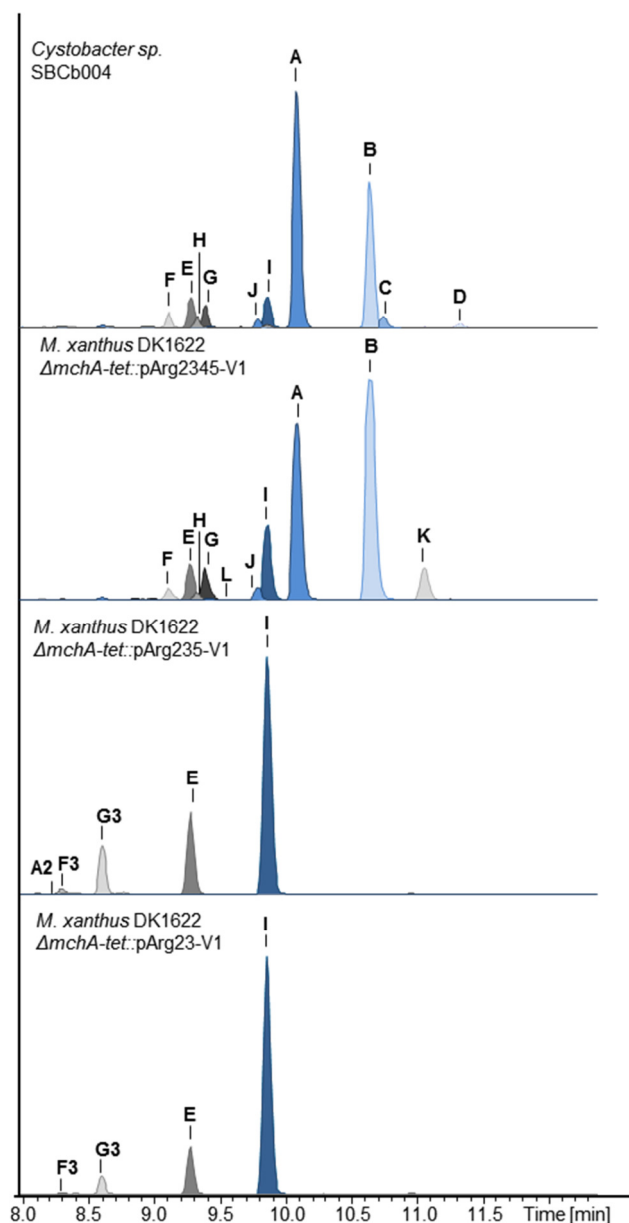 Cystobacter sp.
SBCb004
A
B
H
E
G
F
J
I
C
D
M. xanthus DK1622
ΔmchA-tet::pArg2345-V1
B
A
H
E
G
I
F
L
J
K
M. xanthus DK1622
ΔmchA-tet::pArg235-V1
I
E
G3
A2
F3
M. xanthus DK1622
ΔmchA-tet::pArg23-V1
I
E
G3
F3
8.0 8.5 9.0 9.5 10.0 10.5 11.0 11.5 Time [min]